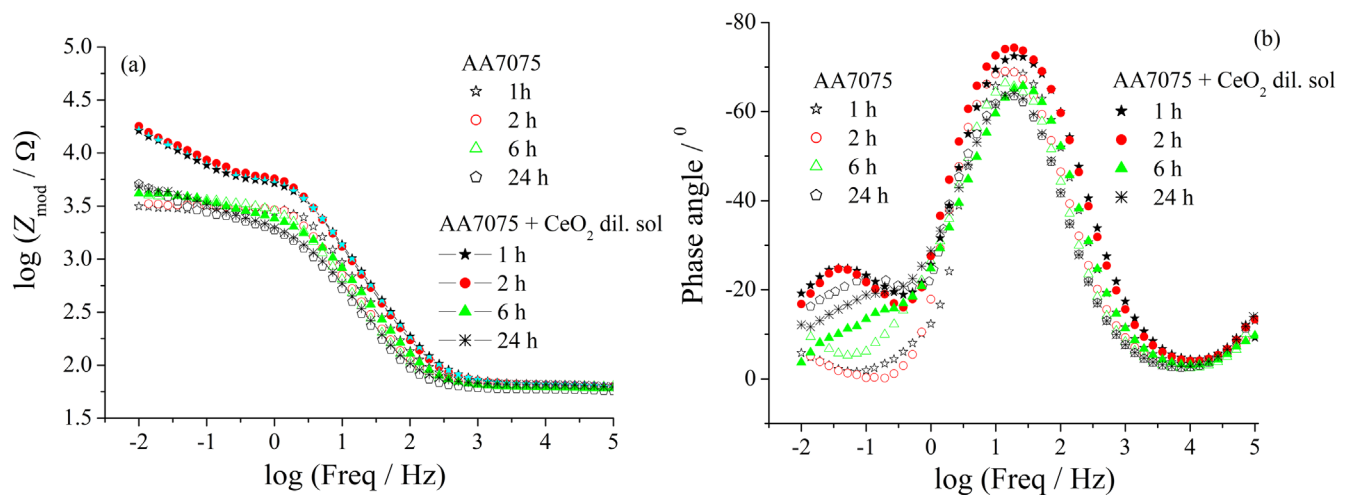 (a)
AA7075
1h
2 h
6 h
24 h
AA7075 + CeO2 dil. sol
1 h
2 h
6 h
24 h
5.0
4.5
4.0
3.5
3.0
2.5
2.0
1.5
-2 -1 0 1 2 3 4 5
log (Freq / Hz)
log (Zmod / Ω)
(b)
AA7075
1 h
2 h
6 h
24 h
AA7075 + CeO2 dil. sol
1 h
2 h
6 h
24 h
-80
-60
-40
-20
0
-2 -1 0 1 2 3 4 5
log (Freq / Hz)
Phase angle / 0